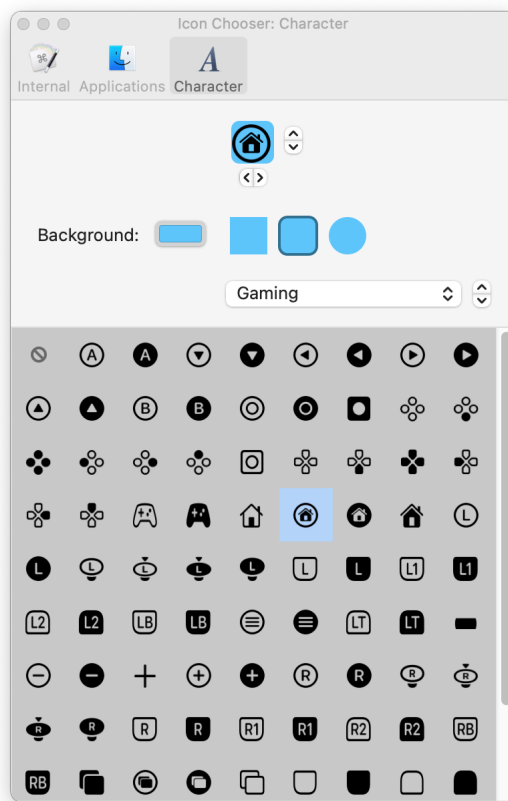 Icon Chooser: Character
Internal Applications Character
Background:
Gaming
A A
B B
L
L L L L L L L L1 L1
L2 L2 LB LB LT LT
R R R R
R R R R R1 R1 R2 R2 RB
RB